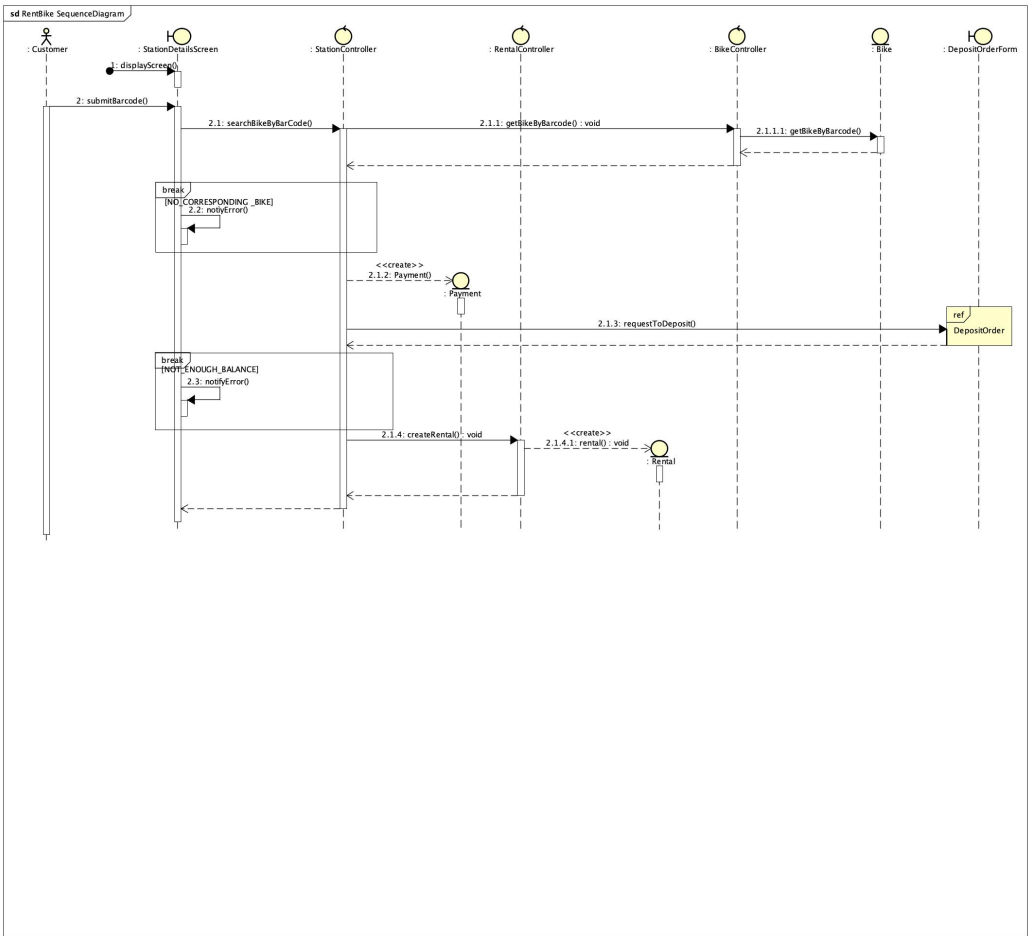 sd RentBike SequenceDiagram
: Customer
: StationDetailsScreen
: StationController
: RentalController
: BikeController
: Bike
: DepositOrderForm
1: displayScreen()
2: submitBarcode()
2.1: searchBikeByBarCode()
2.1.1: getBikeByBarcode() : void
2.1.1.1: getBikeByBarcode()
break
[NO_CORRESPONDING _BIKE]
2.2: notiyError()
<<create>>
2.1.2: Payment()
: Payment
ref
DepositOrder
2.1.3: requestToDeposit()
break
[NOT_ENOUGH_BALANCE]
2.3: notifyError()
2.1.4: createRental() : void
<<create>>
2.1.4.1: rental() : void
: Rental